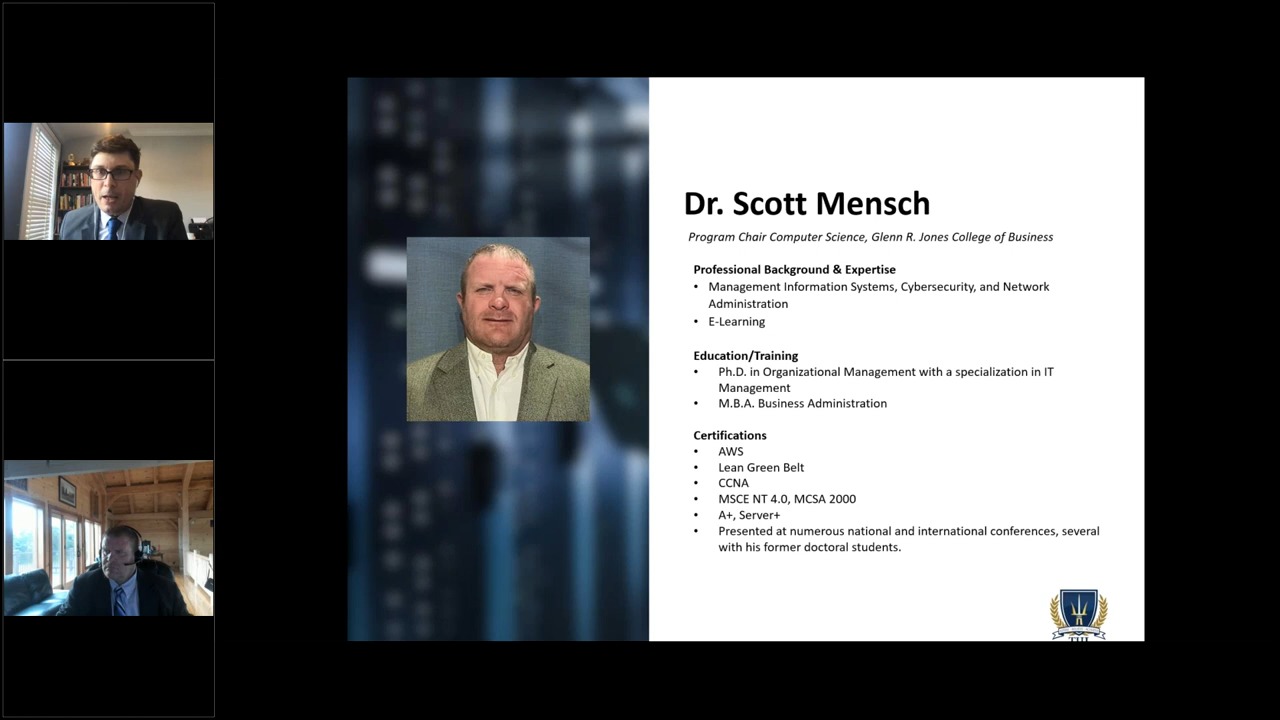 Dr. Scott Mensch
Program Chair Computer Science, Glenn R. Jones College of Business
Professional Background & Expertise
• Management Information Systems, Cybersecurity, and Network
Administration
• E-Learning
Education/Training
• Ph.D. in Organizational Management with a specialization in IT
Management
• M.B.A. Business Administration
Certifications
• AWS
• Lean Green Belt
• CCNA
• MSCE NT 4.0, MCSA 2000
• A+, Server+
• Presented at numerous national and international conferences, several
with his former doctoral students.